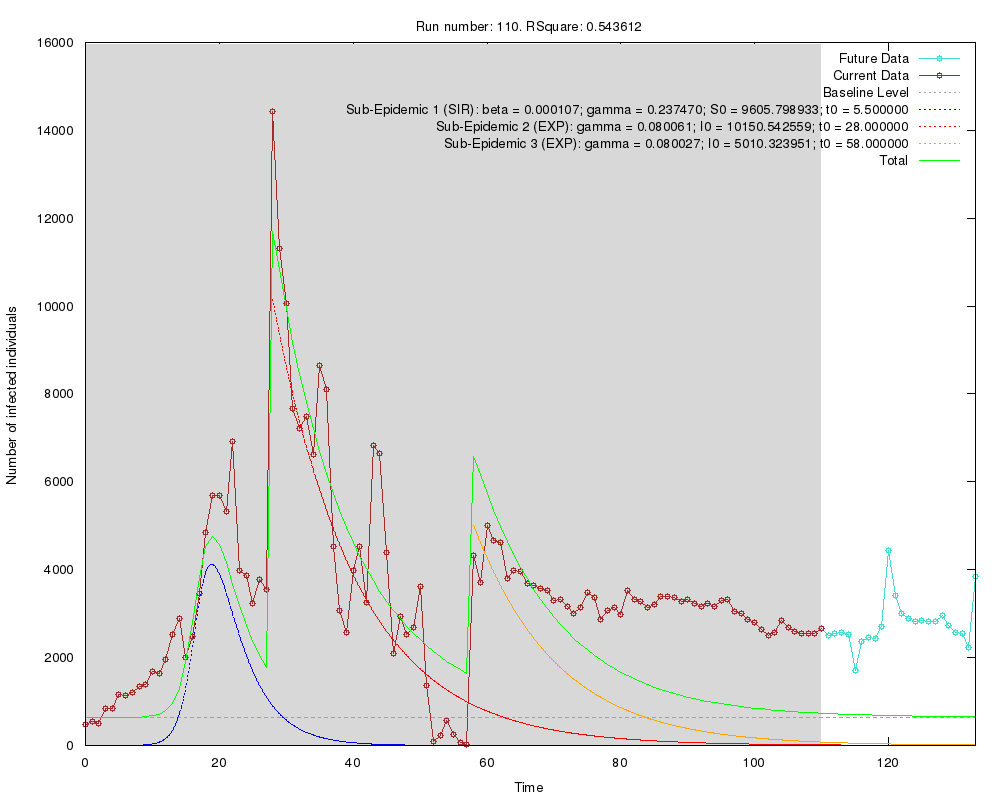 Run number: 110. RSquare: 0.543612
16000
14000
12000
10000
8000
6000
4000
2000
0
Number of infected individuals
Future Data
Current Data
Baseline Level
Sub-Epidemic 1 (SIR): beta = 0.000107; gamma = 0.237470; S0 = 9605.798933; t0 = 5.500000
Sub-Epidemic 2 (EXP): gamma = 0.080061; I0 = 10150.542559; t0 = 28.000000
Sub-Epidemic 3 (EXP): gamma = 0.080027; I0 = 5010.323951; t0 = 58.000000
Total
0 20 40 60 80 100 120
Time